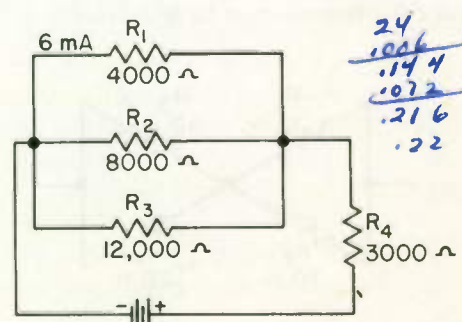 6 mA
R1
4000 Ω
R2
8000 Ω
R3
12,000 Ω
R4
3000 Ω
- +
24
.006
.144
.072
.216
.22